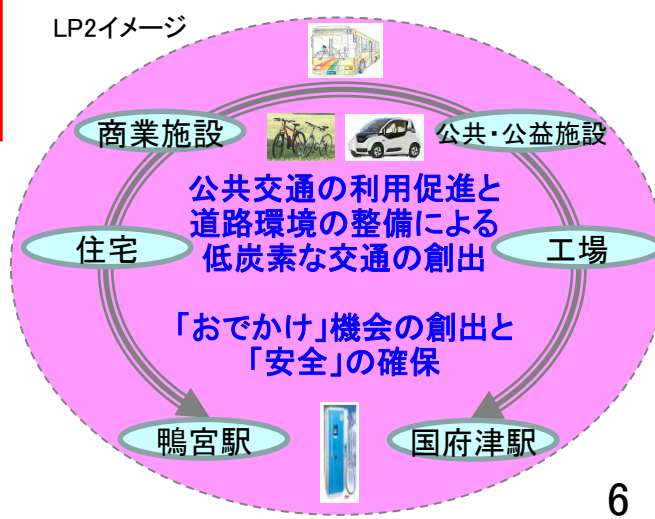 LP2イメージ
商業施設
公共・公益施設
公共交通の利用促進と
道路環境の整備による
低炭素な交通の創出
住宅
工場
「おでかけ」機会の創出と
「安全」の確保
鴨宮駅
国府津駅
6